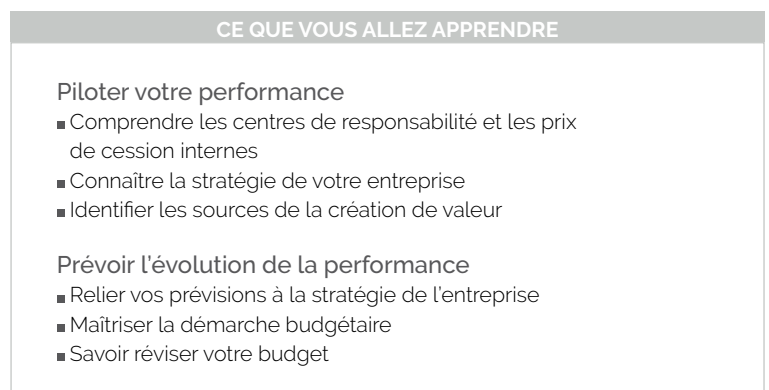 CE QUE VOUS ALLEZ APPRENDRE
Piloter votre performance
■ Comprendre les centres de responsabilité et les prix
de cession internes
■ Connaître la stratégie de votre entreprise
■ Identifier les sources de la création de valeur
Prévoir l’évolution de la performance
■ Relier vos prévisions à la stratégie de l’entreprise
■ Maîtriser la démarche budgétaire
■ Savoir réviser votre budget